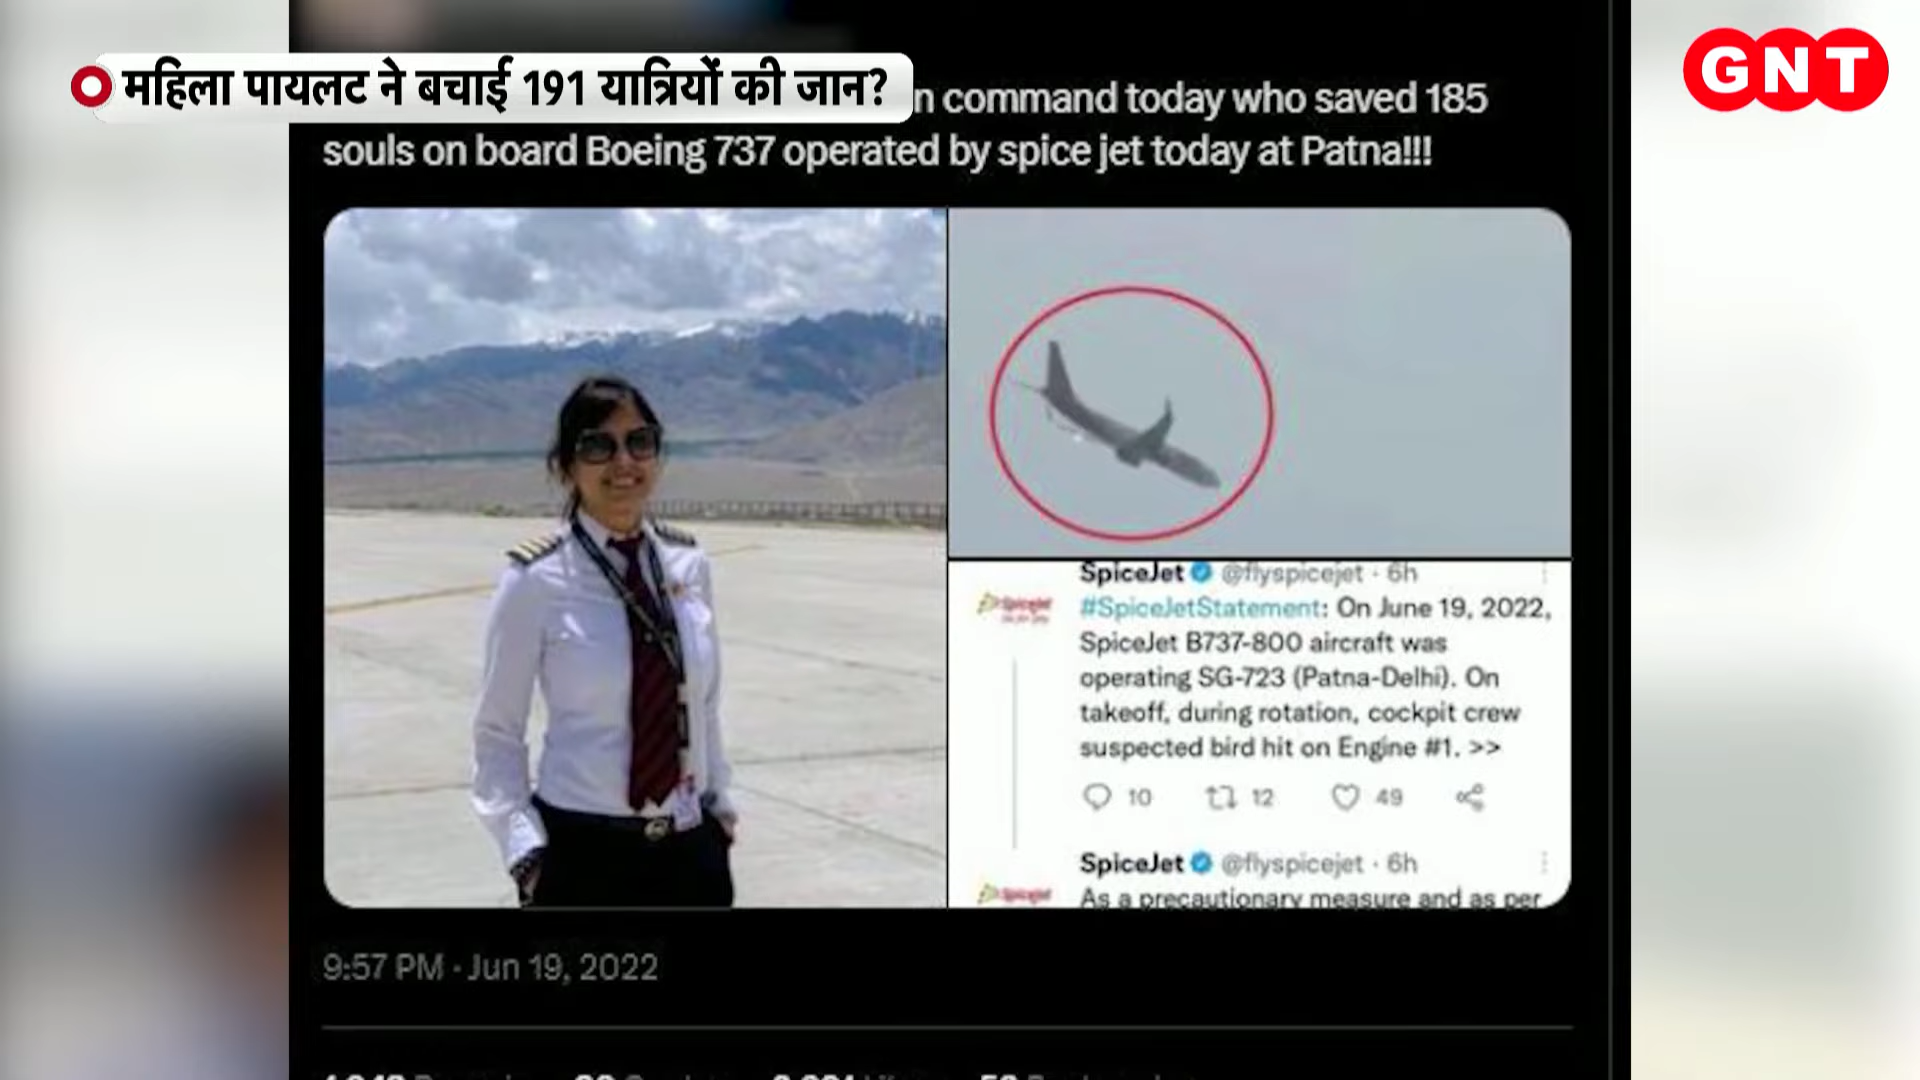 महिला पायलट ने बचाई 191 यात्रियों की जान?
GNT
n command today who saved 185
souls on board Boeing 737 operated by spice jet today at Patna!!!
SpiceJet @flyspicejet · 6h
#SpiceJetStatement: On June 19, 2022,
SpiceJet B737-800 aircraft was
operating SG-723 (Patna-Delhi). On
takeoff, during rotation, cockpit crew
suspected bird hit on Engine #1. >>
10 12 49
SpiceJet @flyspicejet · 6h
As a precautionary measure and as per
9:57 PM · Jun 19, 2022